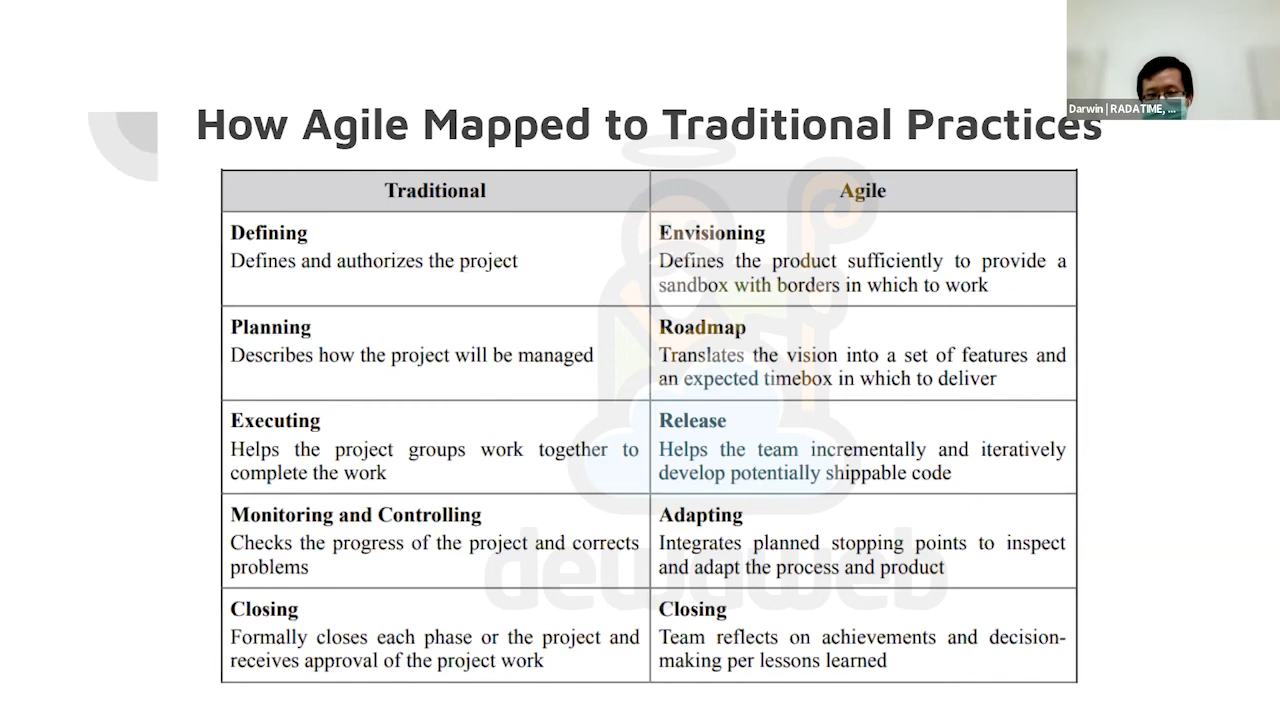 Darwin | RADATIME, ...
How Agile Mapped to Traditional Practices
Traditional
Agile
Defining
Defines and authorizes the project
Envisioning
Defines the product sufficiently to provide a
sandbox with borders in which to work
Planning
Describes how the project will be managed
Roadmap
Translates the vision into a set of features and
an expected timebox in which to deliver
Executing
Helps the project groups work together to
complete the work
Release
Helps the team incrementally and iteratively
develop potentially shippable code
Monitoring and Controlling
Checks the progress of the project and corrects
problems
Adapting
Integrates planned stopping points to inspect
and adapt the process and product
Closing
Formally closes each phase or the project and
receives approval of the project work
Closing
Team reflects on achievements and decision-
making per lessons learned
dewaweb